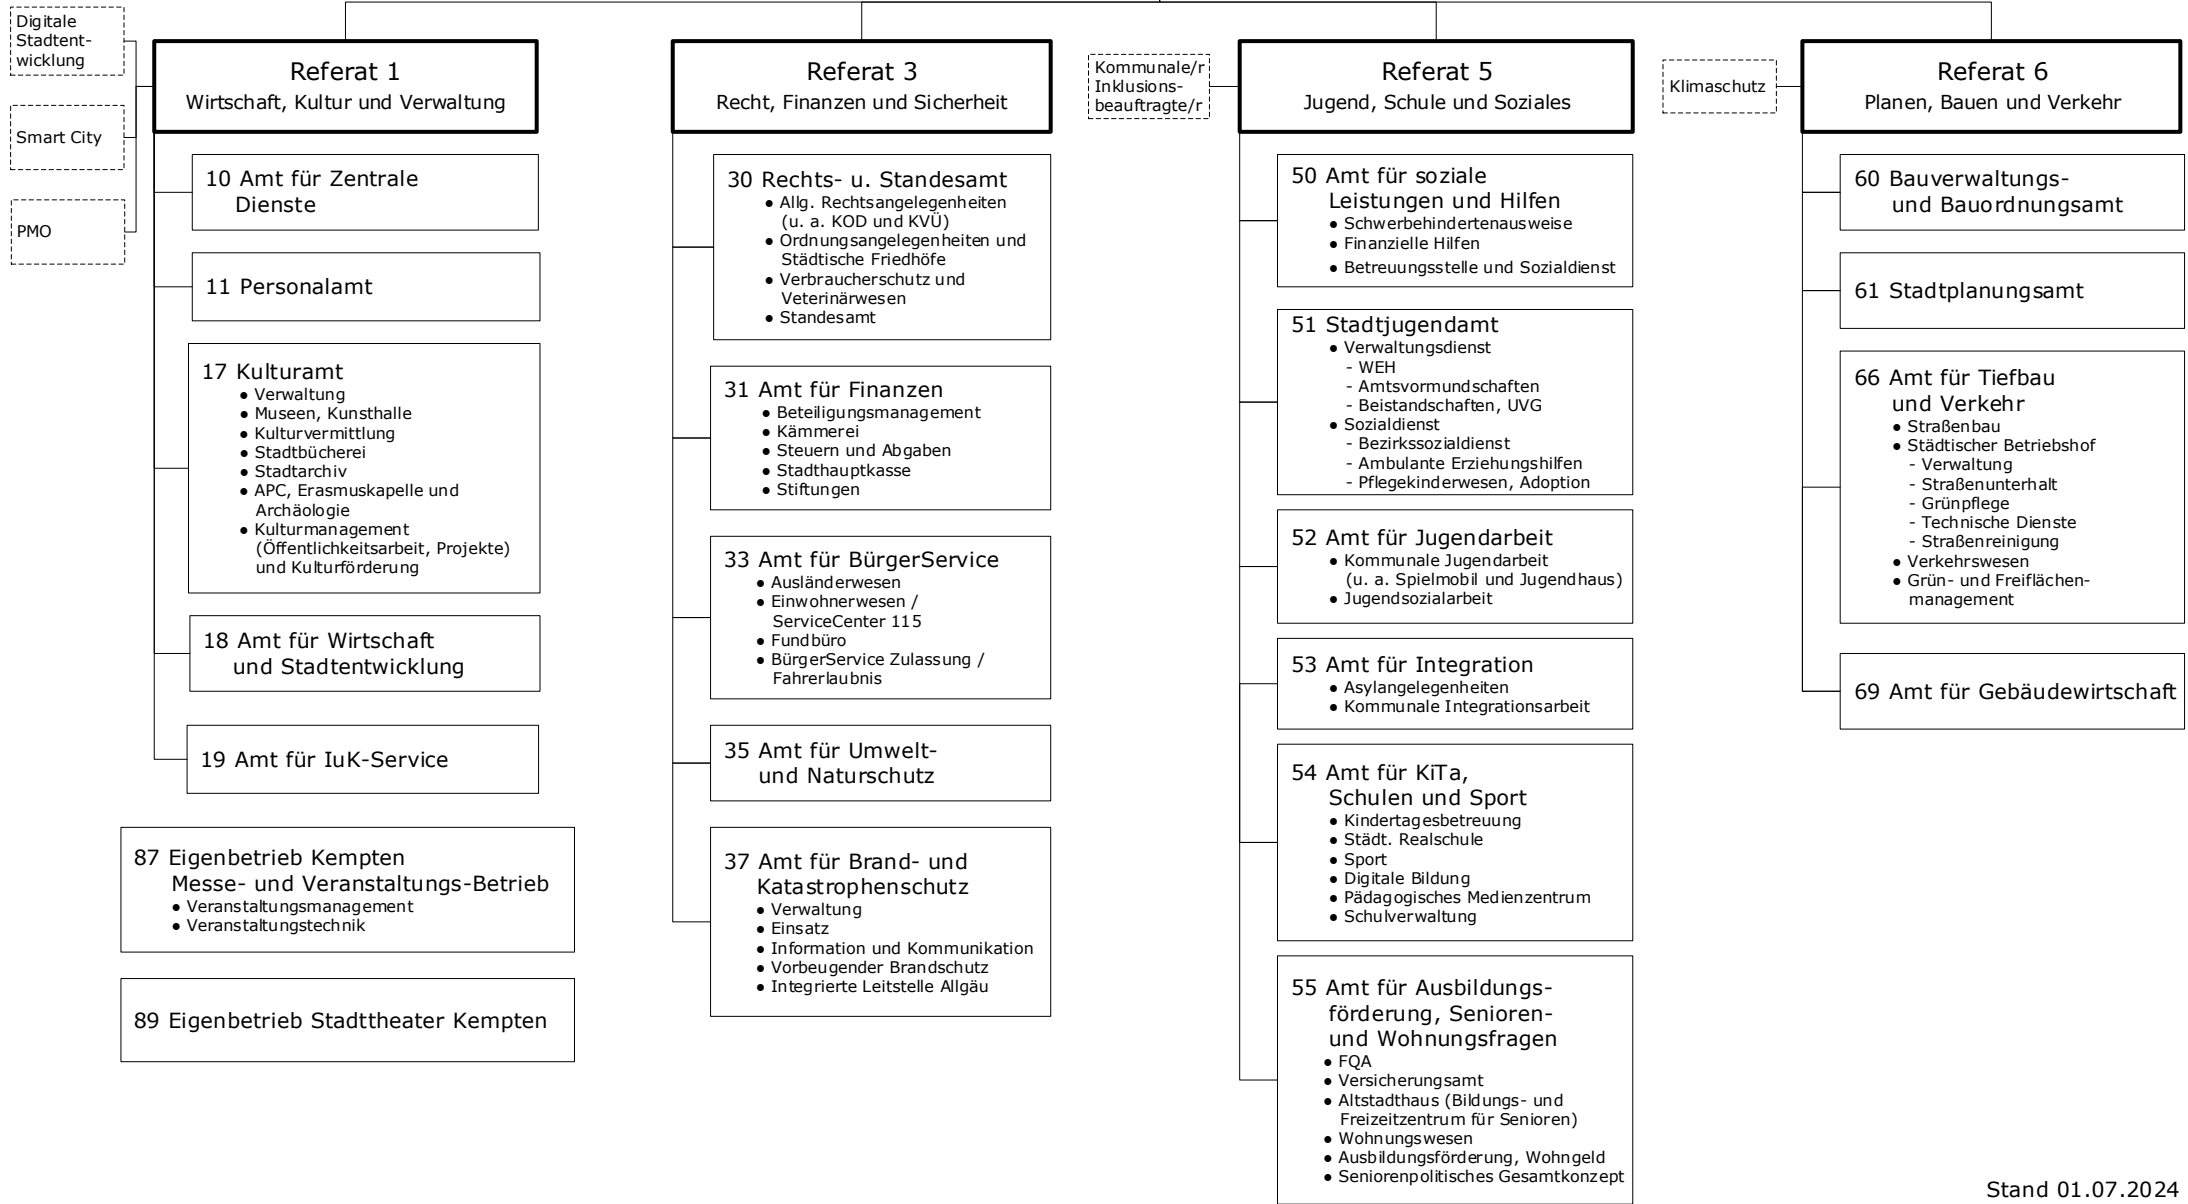 Digitale
Stadtent-
wicklung
Smart City
PMO
Referat 1
Wirtschaft, Kultur und Verwaltung
10 Amt für Zentrale
Dienste
11 Personalamt
17 Kulturamt
● Verwaltung
● Museen, Kunsthalle
● Kulturvermittlung
● Stadtbücherei
● Stadtarchiv
● APC, Erasmuskapelle und
Archäologie
● Kulturmanagement
(Öffentlichkeitsarbeit, Projekte)
und Kulturförderung
18 Amt für Wirtschaft
und Stadtentwicklung
19 Amt für IuK-Service
87 Eigenbetrieb Kempten
Messe- und Veranstaltungs-Betrieb
● Veranstaltungsmanagement
● Veranstaltungstechnik
89 Eigenbetrieb Stadttheater Kempten
Referat 3
Recht, Finanzen und Sicherheit
30 Rechts- u. Standesamt
● Allg. Rechtsangelegenheiten
(u. a. KOD und KVÜ)
● Ordnungsangelegenheiten und
Städtische Friedhöfe
● Verbraucherschutz und
Veterinärwesen
● Standesamt
31 Amt für Finanzen
● Beteiligungsmanagement
● Kämmerei
● Steuern und Abgaben
● Stadthauptkasse
● Stiftungen
33 Amt für BürgerService
● Ausländerwesen
● Einwohnerwesen /
ServiceCenter 115
● Fundbüro
● BürgerService Zulassung /
Fahrerlaubnis
35 Amt für Umwelt-
und Naturschutz
37 Amt für Brand- und
Katastrophenschutz
● Verwaltung
● Einsatz
● Information und Kommunikation
● Vorbeugender Brandschutz
● Integrierte Leitstelle Allgäu
Kommunale/r
Inklusions-
beauftragte/r
Referat 5
Jugend, Schule und Soziales
50 Amt für soziale
Leistungen und Hilfen
● Schwerbehindertenausweise
● Finanzielle Hilfen
● Betreuungsstelle und Sozialdienst
51 Stadtjugendamt
● Verwaltungsdienst
- WEH
- Amtsvormundschaften
- Beistandschaften, UVG
● Sozialdienst
- Bezirkssozialdienst
- Ambulante Erziehungshilfen
- Pflegekinderwesen, Adoption
52 Amt für Jugendarbeit
● Kommunale Jugendarbeit
(u. a. Spielmobil und Jugendhaus)
● Jugendsozialarbeit
53 Amt für Integration
● Asylangelegenheiten
● Kommunale Integrationsarbeit
54 Amt für KiTa,
Schulen und Sport
● Kindertagesbetreuung
● Städt. Realschule
● Sport
● Digitale Bildung
● Pädagogisches Medienzentrum
● Schulverwaltung
55 Amt für Ausbildungs-
förderung, Senioren-
und Wohnungsfragen
● FQA
● Versicherungsamt
● Altstadthaus (Bildungs- und
Freizeitzentrum für Senioren)
● Wohnungswesen
● Ausbildungsförderung, Wohngeld
● Seniorenpolitisches Gesamtkonzept
Klimaschutz
Referat 6
Planen, Bauen und Verkehr
60 Bauverwaltungs-
und Bauordnungsamt
61 Stadtplanungsamt
66 Amt für Tiefbau
und Verkehr
● Straßenbau
● Städtischer Betriebshof
- Verwaltung
- Straßenunterhalt
- Grünpflege
- Technische Dienste
- Straßenreinigung
● Verkehrswesen
● Grün- und Freiflächen-
management
69 Amt für Gebäudewirtschaft
Stand 01.07.2024